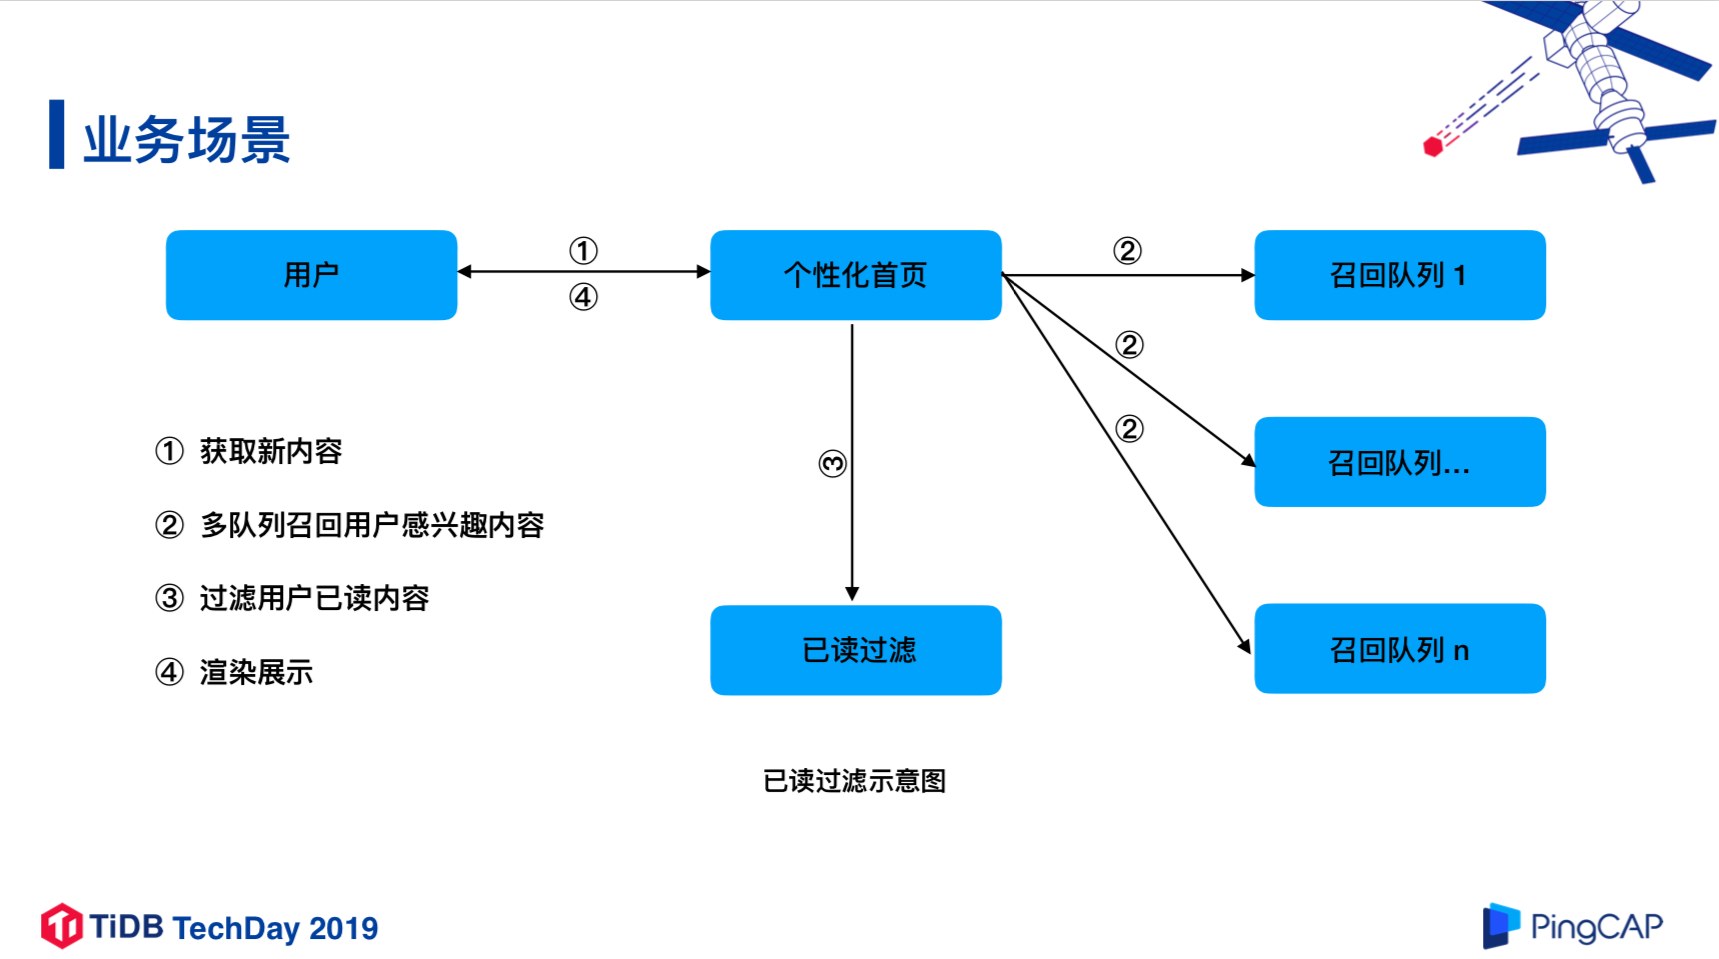 业务场景
用户
①
④
个性化首页
②
召回队列 1
②
召回队列...
②
召回队列 n
③
已读过滤
① 获取新内容
② 多队列召回用户感兴趣内容
③ 过滤用户已读内容
④ 渲染展示
已读过滤示意图
TiDB TechDay 2019
PingCAP